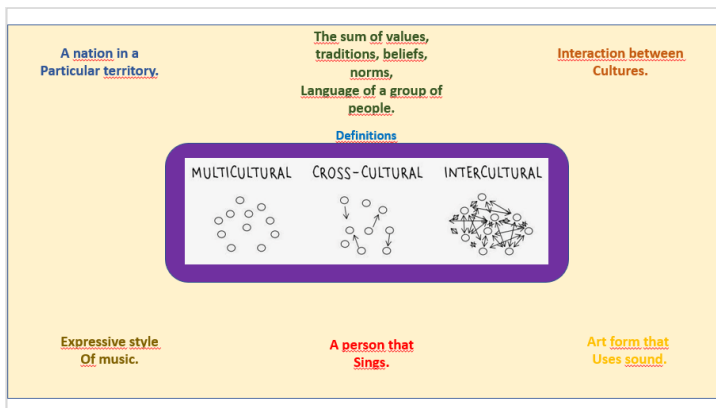 A nation in a
Particular territory.
The sum of values,
traditions, beliefs,
norms,
Language of a group of
people.
Interaction between
Cultures.
Definitions
MULTICULTURAL
CROSS-CULTURAL
INTERCULTURAL
Expressive style
Of music.
A person that
Sings.
Art form that
Uses sound.